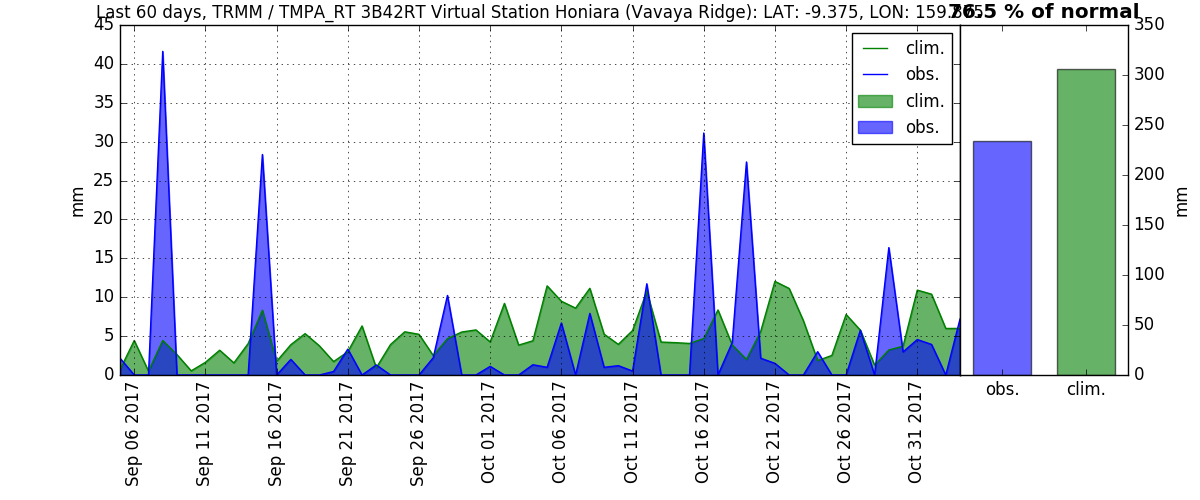 Last 60 days, TRMM / TMPA_RT 3B42RT Virtual Station Honiara (Vavaya Ridge): LAT: -9.375, LON:
76.5 % of normal
45
40
35
30
25
20
15
10
5
0
mm
clim.
obs.
clim.
obs.
350
300
250
200
150
100
50
0
mm
Sep 06 2017
Sep 11 2017
Sep 16 2017
Sep 21 2017
Sep 26 2017
Oct 01 2017
Oct 06 2017
Oct 11 2017
Oct 16 2017
Oct 21 2017
Oct 26 2017
Oct 31 2017
obs.
clim.